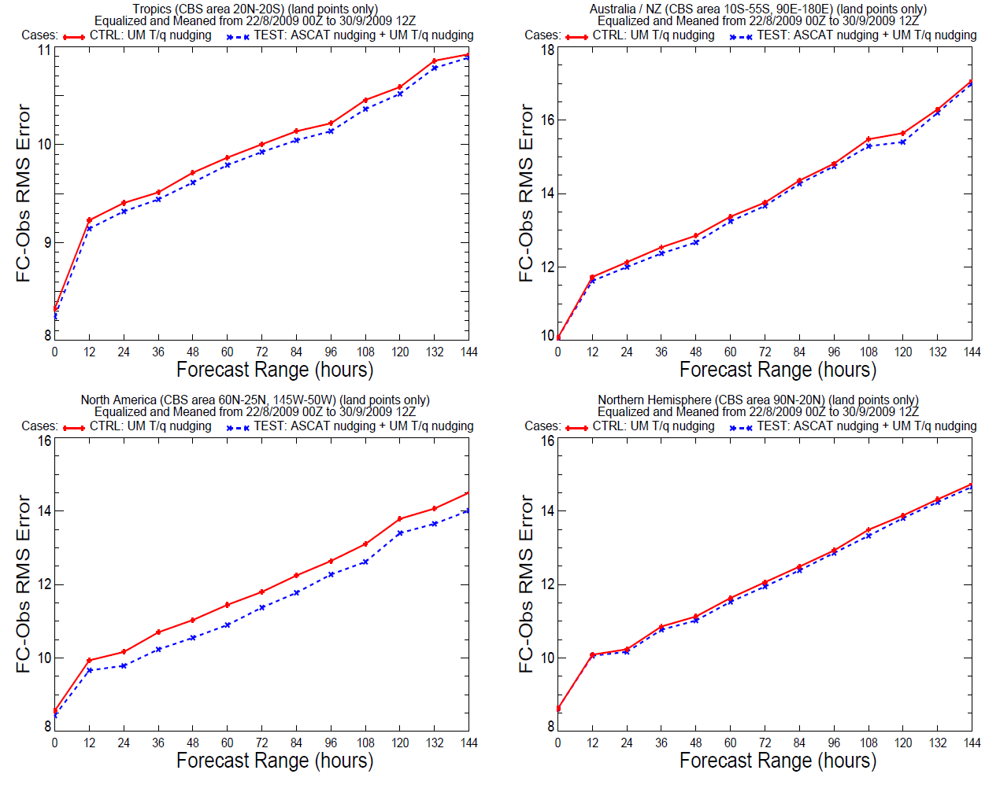 Tropics (CBS area 20N-20S) (land points only)
Equalized and Meaned from 22/8/2009 00Z to 30/9/2009 12Z
Cases: CTRL: UM T/q nudging TEST: ASCAT nudging + UM T/q nudging
11
10
9
8
FC-Obs RMS Error
0 12 24 36 48 60 72 84 96 108 120 132 144
Forecast Range (hours)
Australia / NZ (CBS area 10S-55S, 90E-180E) (land points only)
Equalized and Meaned from 22/8/2009 00Z to 30/9/2009 12Z
Cases: CTRL: UM T/q nudging TEST: ASCAT nudging + UM T/q nudging
18
16
14
12
10
FC-Obs RMS Error
0 12 24 36 48 60 72 84 96 108 120 132 144
Forecast Range (hours)
North America (CBS area 60N-25N, 145W-50W) (land points only)
Equalized and Meaned from 22/8/2009 00Z to 30/9/2009 12Z
Cases: CTRL: UM T/q nudging TEST: ASCAT nudging + UM T/q nudging
16
14
12
10
8
FC-Obs RMS Error
0 12 24 36 48 60 72 84 96 108 120 132 144
Forecast Range (hours)
Northern Hemisphere (CBS area 90N-20N) (land points only)
Equalized and Meaned from 22/8/2009 00Z to 30/9/2009 12Z
Cases: CTRL: UM T/q nudging TEST: ASCAT nudging + UM T/q nudging
16
14
12
10
8
FC-Obs RMS Error
0 12 24 36 48 60 72 84 96 108 120 132 144
Forecast Range (hours)